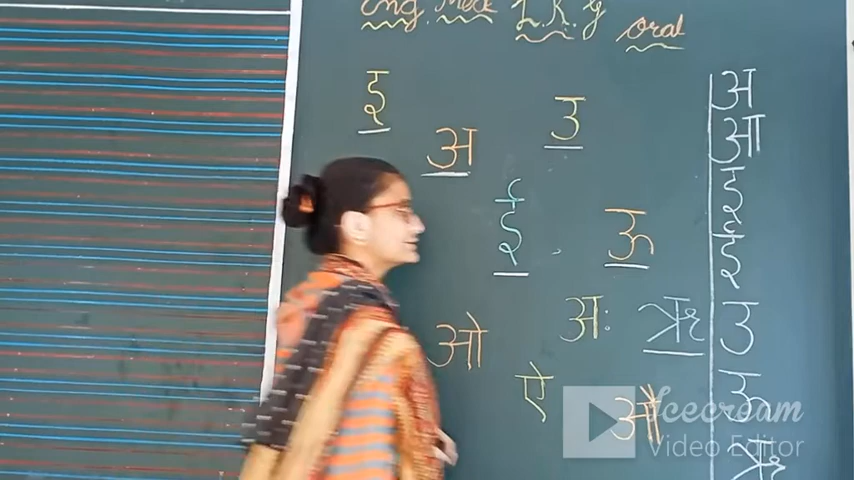 Eng. Med. L.K.G Oral
इ
अ
उ
ई
ऊ
ओ
अः
ऋ
ऐ
औ
अ
आ
इ
ई
उ
ऊ
ऋ
Icecream
Video Editor